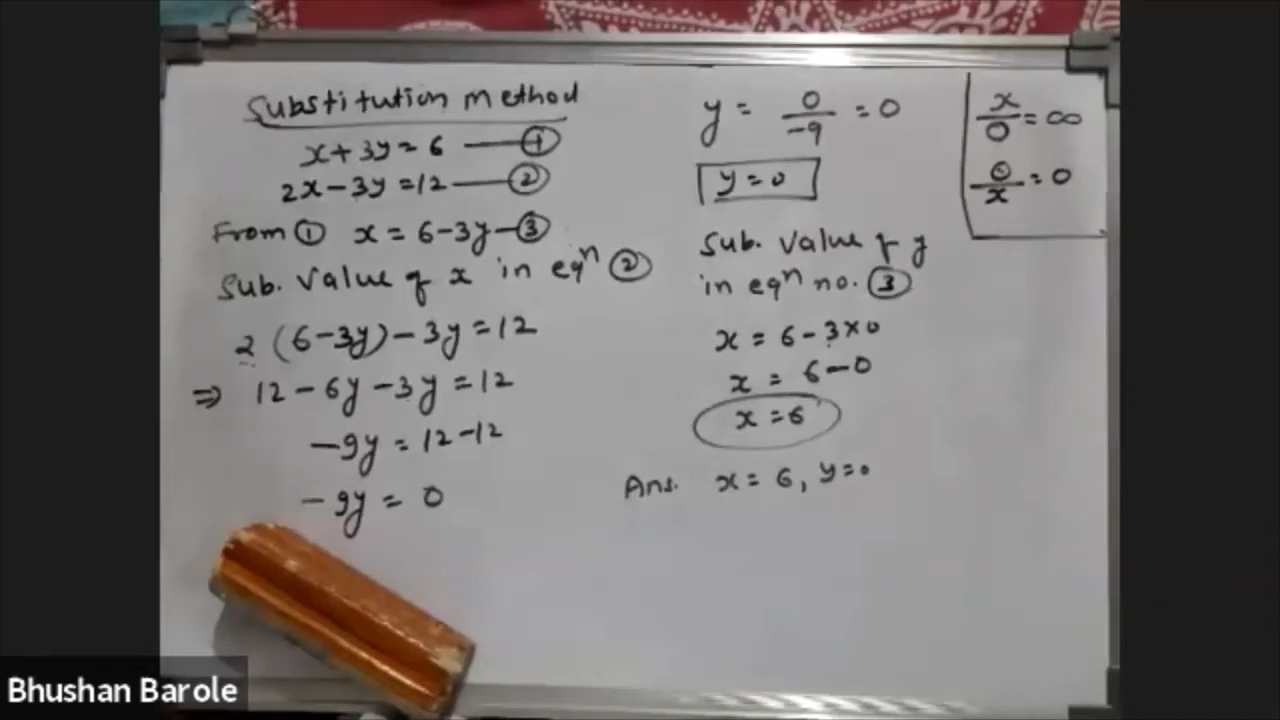 Substitution method
x + 3y = 6 — ①
2x - 3y = 12 — ②
From ① x = 6 - 3y - ③
Sub. value of x in eqⁿ ②
2 (6-3y) - 3y = 12
⇒ 12 - 6y - 3y = 12
-9y = 12 - 12
-9y = 0
y = 0/-9 = 0
y = 0
Sub. value of y
in eqⁿ no. ③
x = 6 - 3×0
x = 6 - 0
x = 6
Ans. x = 6, y = 0
x/0 = ∞
0/x = 0
Bhushan Barole